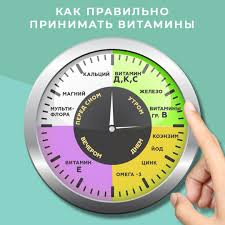 КАК ПРАВИЛЬНО
ПРИНИМАТЬ ВИТАМИНЫ
КАЛЬЦИЙ
ВИТАМИН
Д,К,С
МАГНИЙ
ЖЕЛЕЗО
МУЛЬТИ-
ФЛОРА
ВИТАМИНЫ
ГР. В
ПЕРЕД СНОМ
УТРОМ
ВЕЧЕРОМ
ДНЕМ
КОЭНЗИМ
ЙОД
ВИТАМИН
Е
ЦИНК
ОМЕГА -3